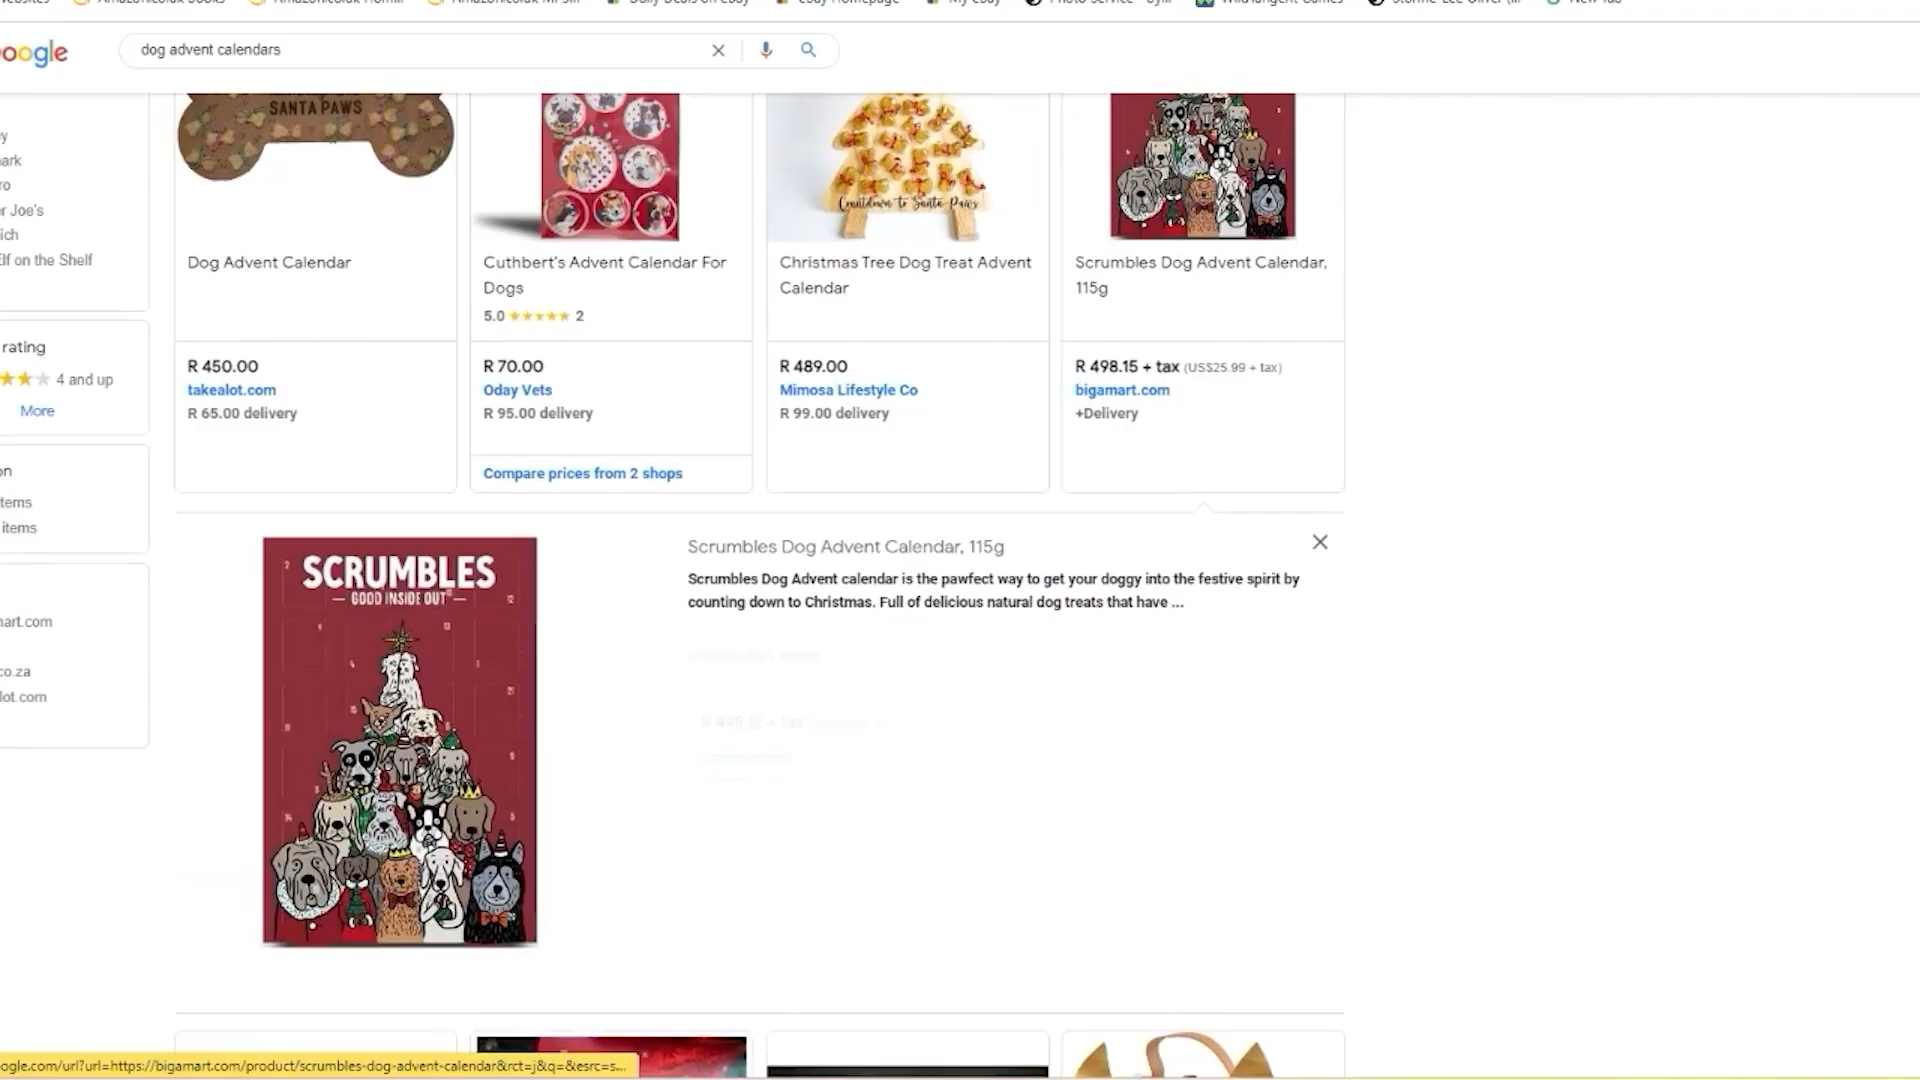 dog advent calendars
SANTA PAWS
Countdown to Santa Paws
Dog Advent Calendar
R 450.00
takealot.com
R 65.00 delivery
Cuthbert's Advent Calendar For
Dogs
5.0 ★★★★★ 2
R 70.00
Oday Vets
R 95.00 delivery
Compare prices from 2 shops
Christmas Tree Dog Treat Advent
Calendar
R 489.00
Mimosa Lifestyle Co
R 99.00 delivery
Scrumbles Dog Advent Calendar,
115g
R 498.15 + tax (US$25.99 + tax)
bigamart.com
+Delivery
r Joe's
Elf on the Shelf
rating
4 and up
More
items
items
art.com
co.za
lot.com
SCRUMBLES
— GOOD INSIDE OUT —
Scrumbles Dog Advent Calendar, 115g
Scrumbles Dog Advent calendar is the pawfect way to get your doggy into the festive spirit by
counting down to Christmas. Full of delicious natural dog treats that have ...
R 498.15 + tax
ogle.com/url?url=https://bigamart.com/product/scrumbles-dog-advent-calendar&rct=j&q=&esrc=s...